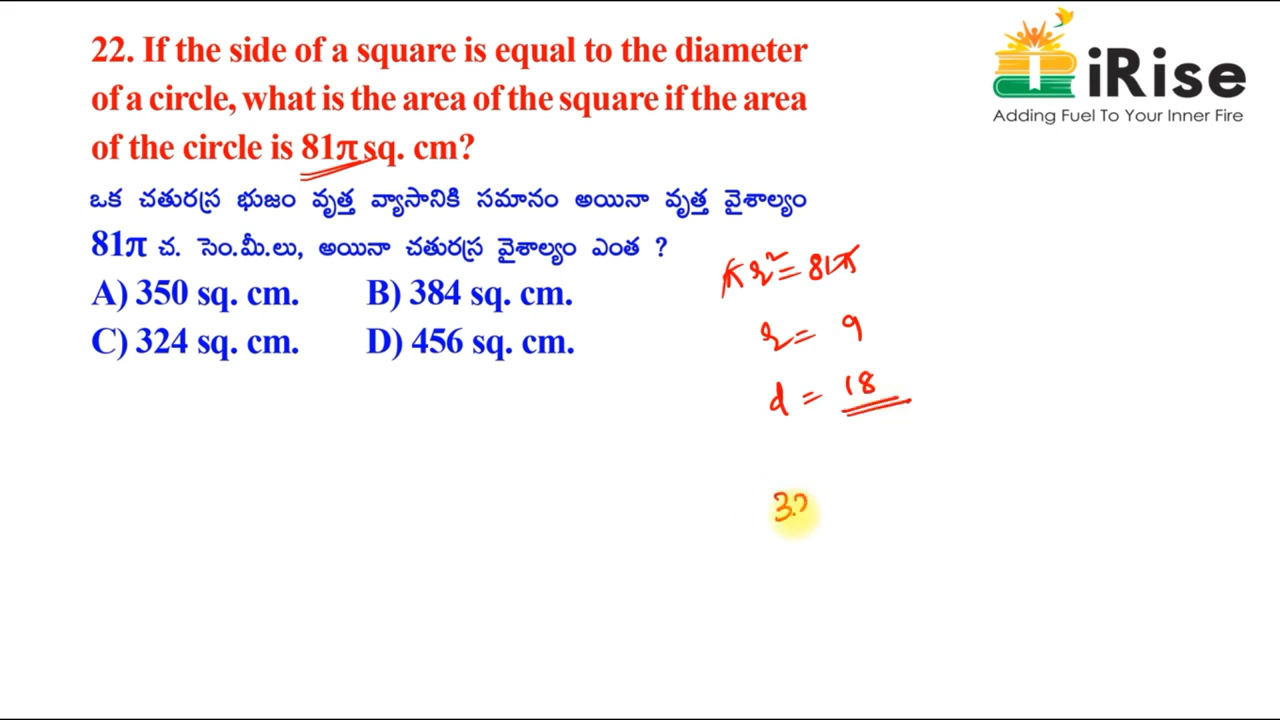 22. If the side of a square is equal to the diameter
of a circle, what is the area of the square if the area
of the circle is 81π sq. cm?
ఒక చతురస్ర భుజం వృత్త వ్యాసానికి సమానం అయినా వృత్త వైశాల్యం
81π చ. సెం.మీ.లు, అయినా చతురస్ర వైశాల్యం ఎంత ?
A) 350 sq. cm. B) 384 sq. cm.
C) 324 sq. cm. D) 456 sq. cm.
iRise
Adding Fuel To Your Inner Fire
πr² = 81π
r = 9
d = 18